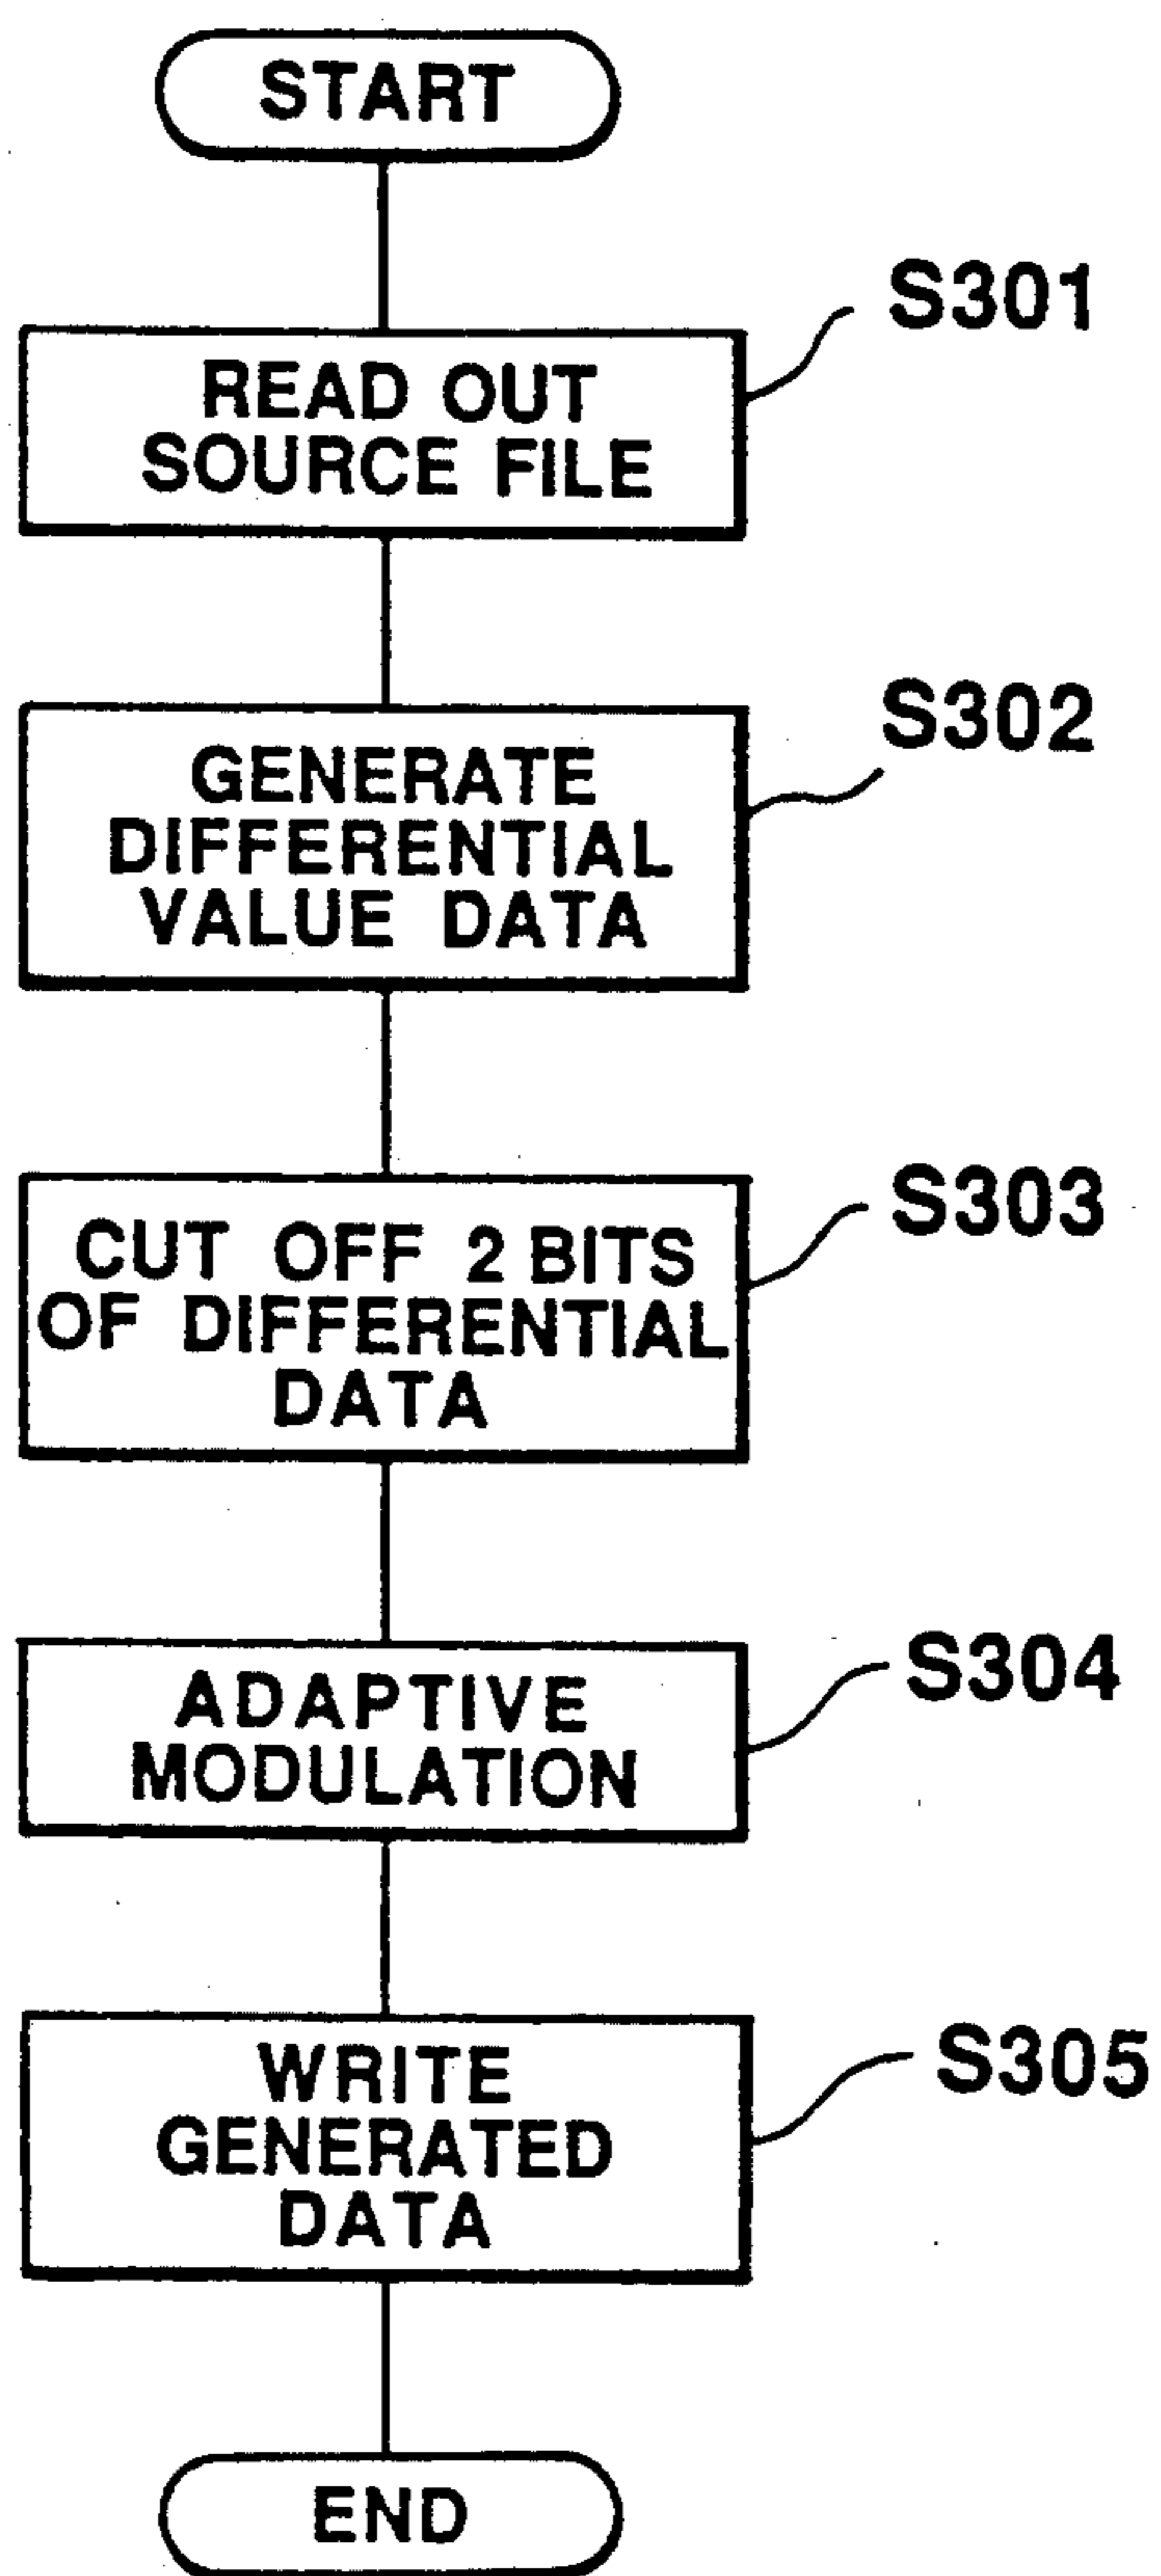 START
S301
READ OUT
SOURCE FILE
S302
GENERATE
DIFFERENTIAL
VALUE DATA
S303
CUT OFF 2 BITS
OF DIFFERENTIAL
DATA
S304
ADAPTIVE
MODULATION
S305
WRITE
GENERATED
DATA
END